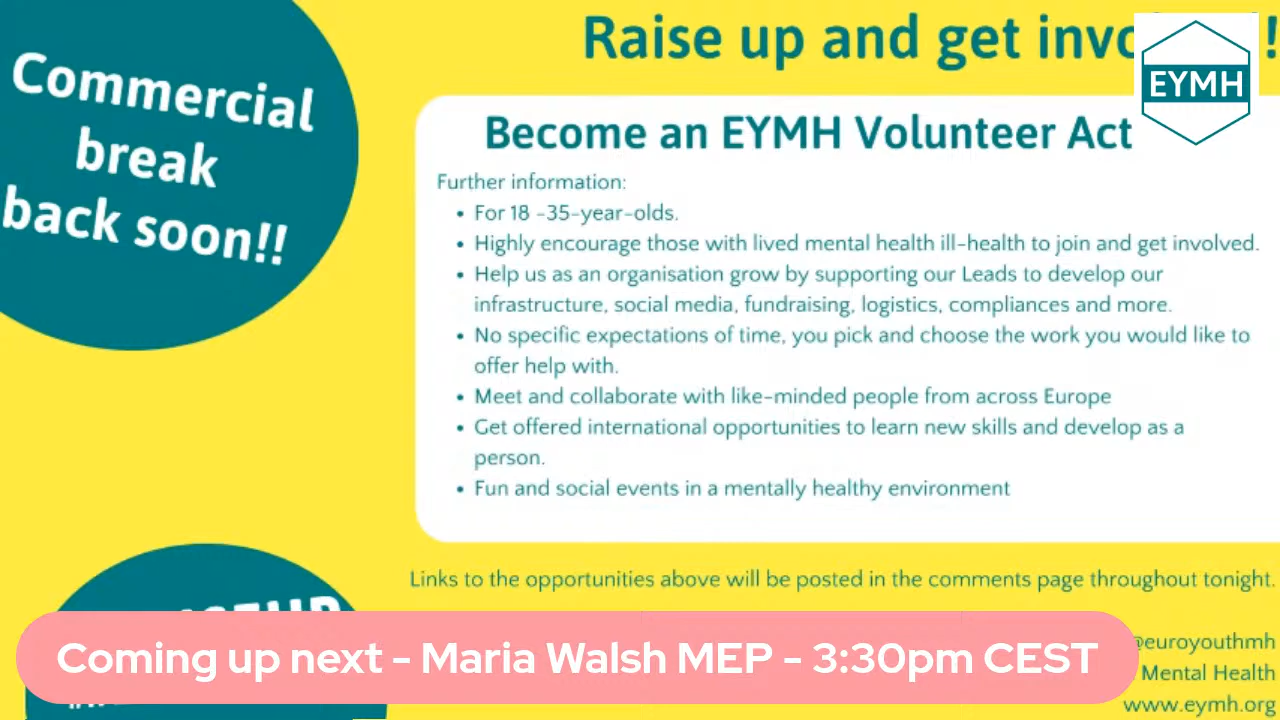 Commercial
break
back soon!!
Raise up and get
EYMH
Become an EYMH Volunteer
Further information:
• For 18 -35-year-olds.
• Highly encourage those with lived mental health ill-health to join and get involved.
• Help us as an organisation grow by supporting our Leads to develop our
infrastructure, social media, fundraising, logistics, compliances and more.
• No specific expectations of time, you pick and choose the work you would like to
offer help with.
• Meet and collaborate with like-minded people from across Europe
• Get offered international opportunities to learn new skills and develop as a
person.
• Fun and social events in a mentally healthy environment
Links to the opportunities above will be posted in the comments page throughout tonight.
Coming up next - Maria Walsh MEP - 3:30pm CEST
@euroyouthmh
Mental Health
www.eymh.org